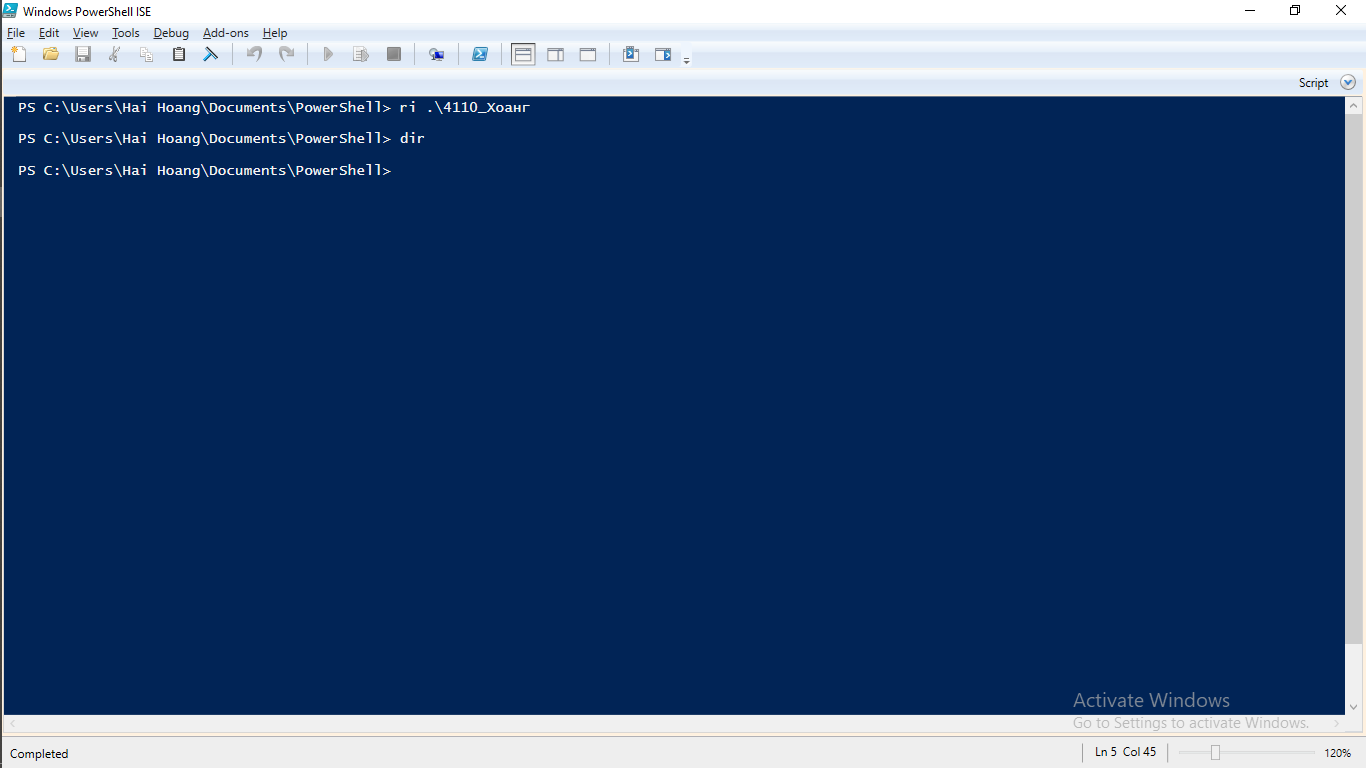 Windows PowerShell ISE
File Edit View Tools Debug Add-ons Help
Script
PS C:\Users\Hai Hoang\Documents\PowerShell> ri .\4110_Хоанг
PS C:\Users\Hai Hoang\Documents\PowerShell> dir
PS C:\Users\Hai Hoang\Documents\PowerShell>
Activate Windows
Go to Settings to activate Windows.
Completed
Ln 5 Col 45
120%